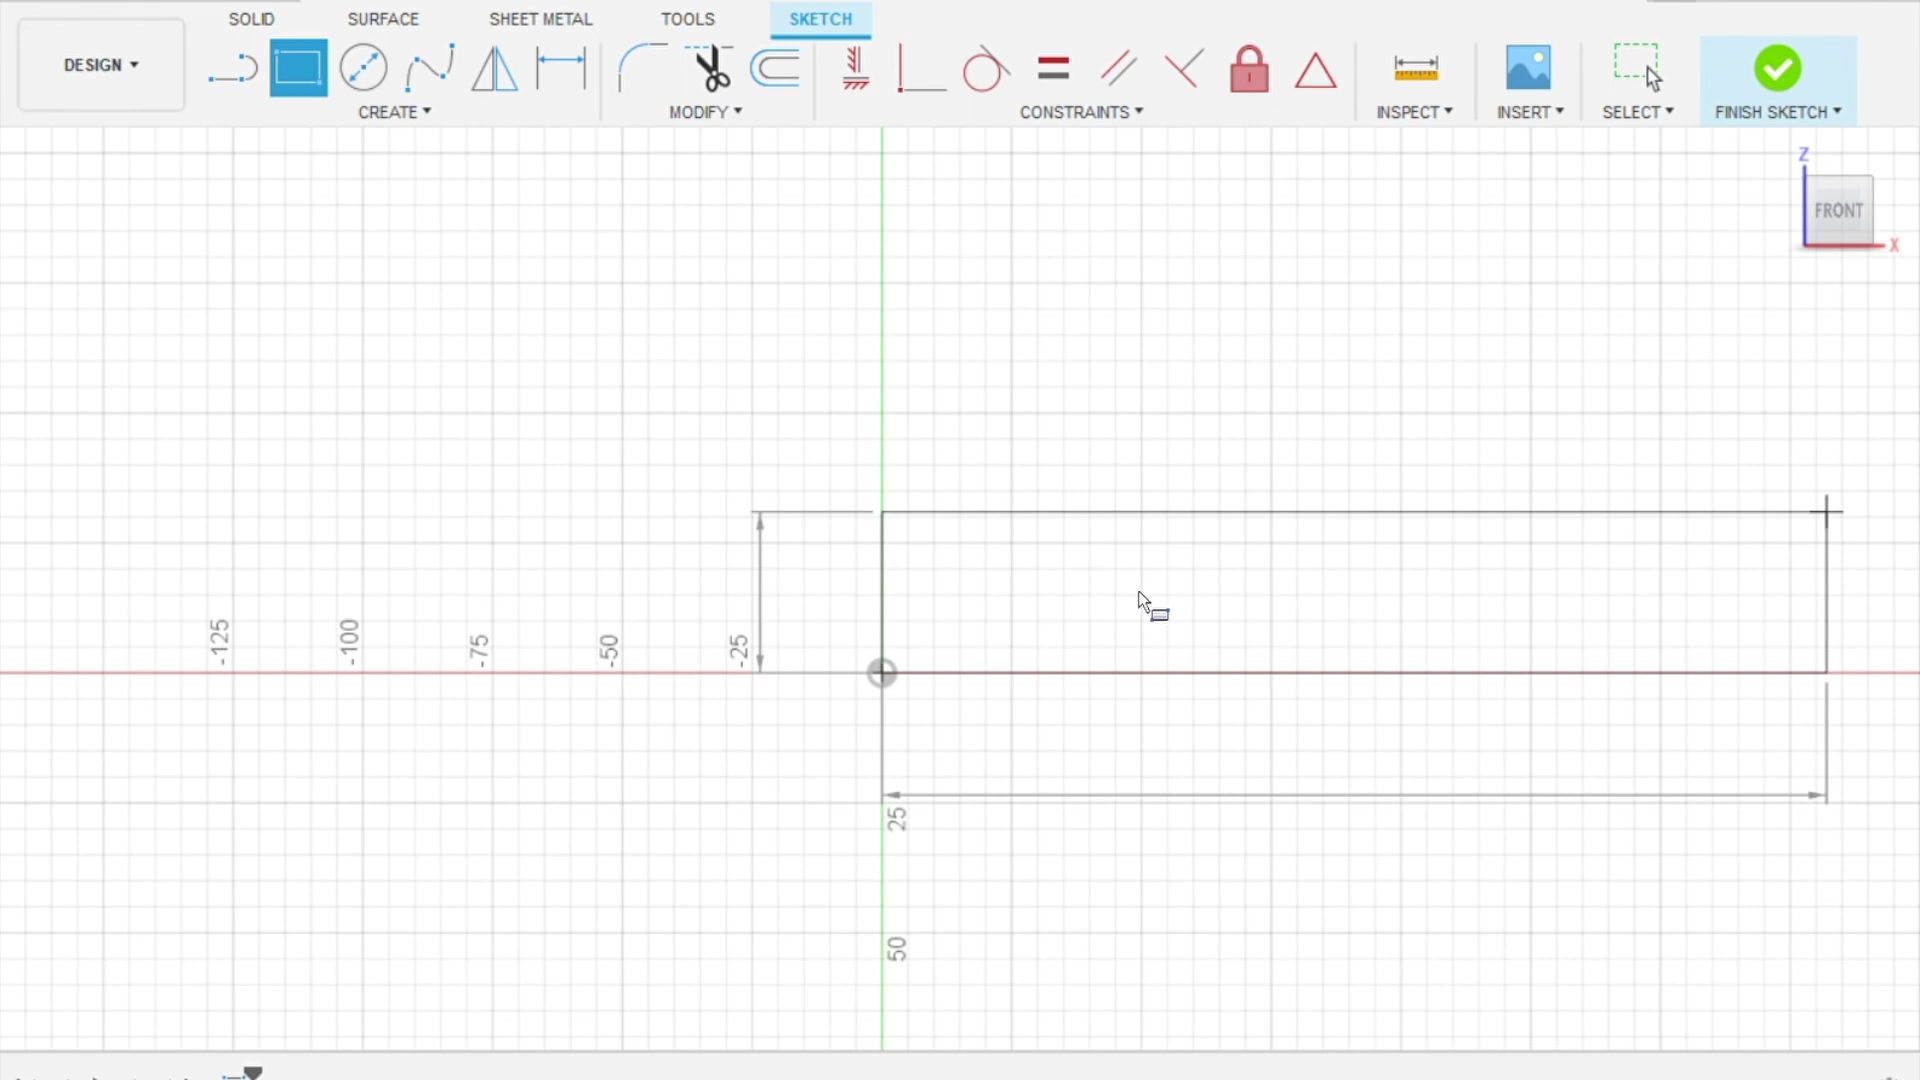 SOLID SURFACE SHEET METAL TOOLS SKETCH
DESIGN
CREATE MODIFY CONSTRAINTS INSPECT INSERT SELECT FINISH SKETCH
Z
FRONT
X
-125 -100 -75 -50 -25
25
50